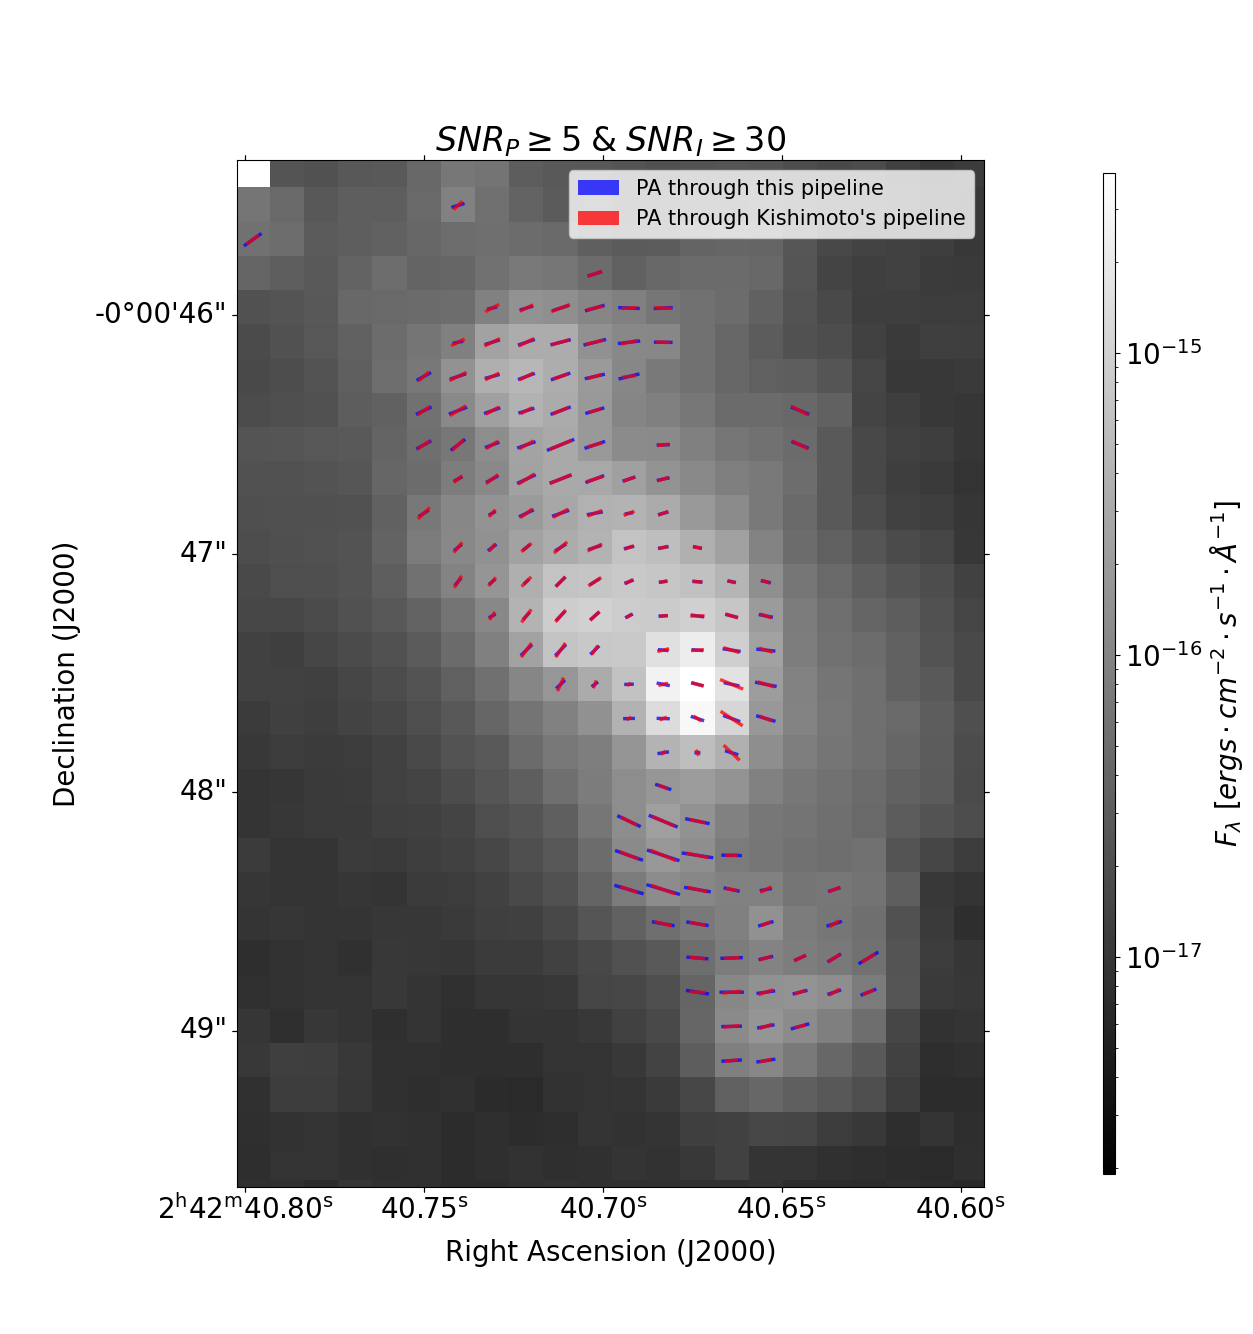 SNR_P ≥ 5 & SNR_I ≥ 30
PA through this pipeline
PA through Kishimoto's pipeline
-0°00'46"
47"
48"
49"
Declination (J2000)
2ʰ42ᵐ40.80ˢ 40.75ˢ 40.70ˢ 40.65ˢ 40.60ˢ
Right Ascension (J2000)
10⁻¹⁵
10⁻¹⁶
10⁻¹⁷
F_λ [ergs · cm⁻² · s⁻¹ · Å⁻¹]